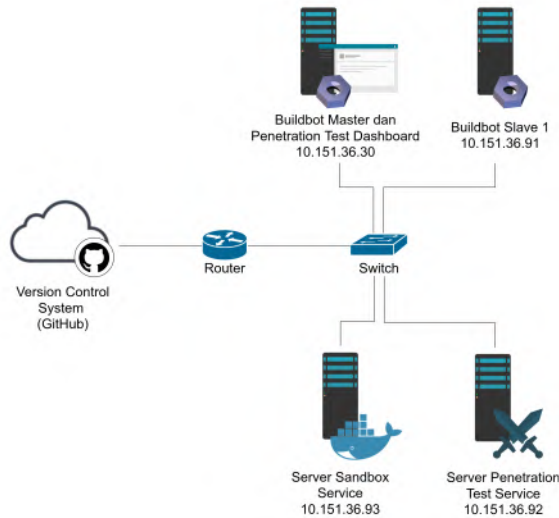 Buildbot Master dan
Penetration Test Dashboard
10.151.36.30
Buildbot Slave 1
10.151.36.91
Version Control
System
(GitHub)
Router
Switch
Server Sandbox
Service
10.151.36.93
Server Penetration
Test Service
10.151.36.92